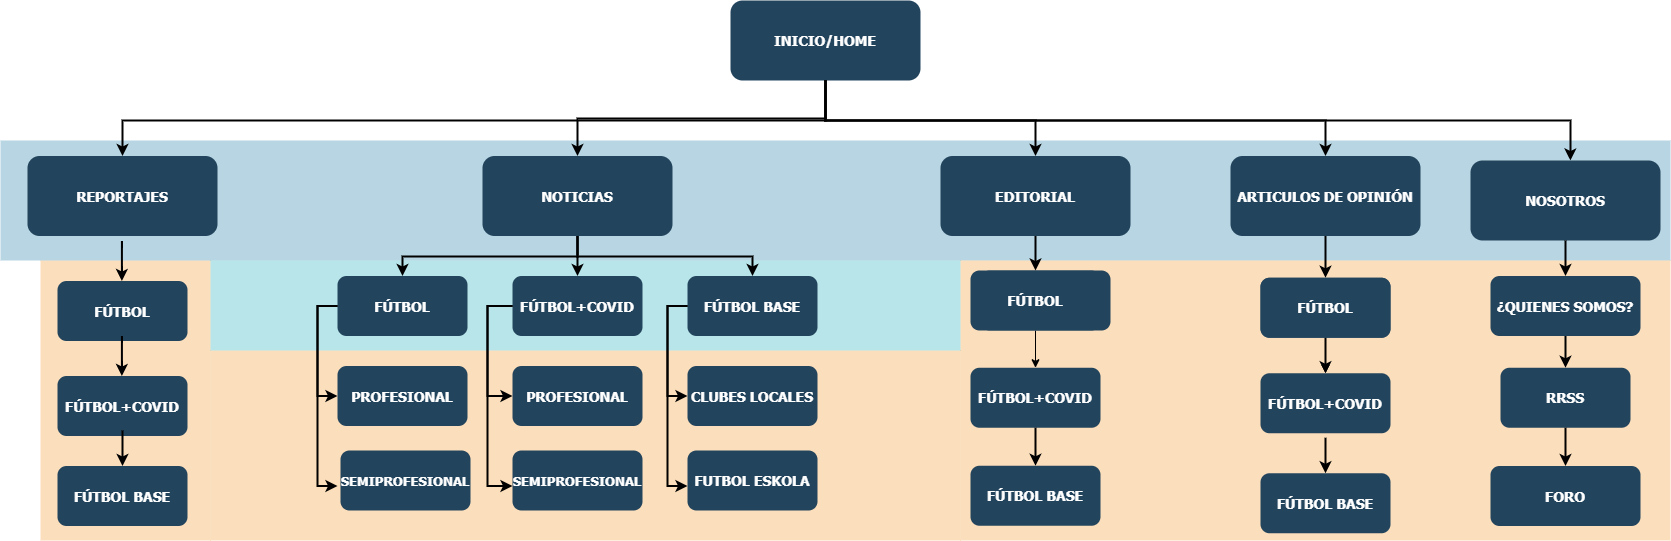 INICIO/HOME
REPORTAJES
NOTICIAS
EDITORIAL
ARTICULOS DE OPINIÓN
NOSOTROS
FÚTBOL
FÚTBOL+COVID
FÚTBOL BASE
FÚTBOL
PROFESIONAL
SEMIPROFESIONAL
FÚTBOL+COVID
PROFESIONAL
SEMIPROFESIONAL
FÚTBOL BASE
CLUBES LOCALES
FUTBOL ESKOLA
FÚTBOL
FÚTBOL+COVID
FÚTBOL BASE
FÚTBOL
FÚTBOL+COVID
FÚTBOL BASE
¿QUIENES SOMOS?
RRSS
FORO